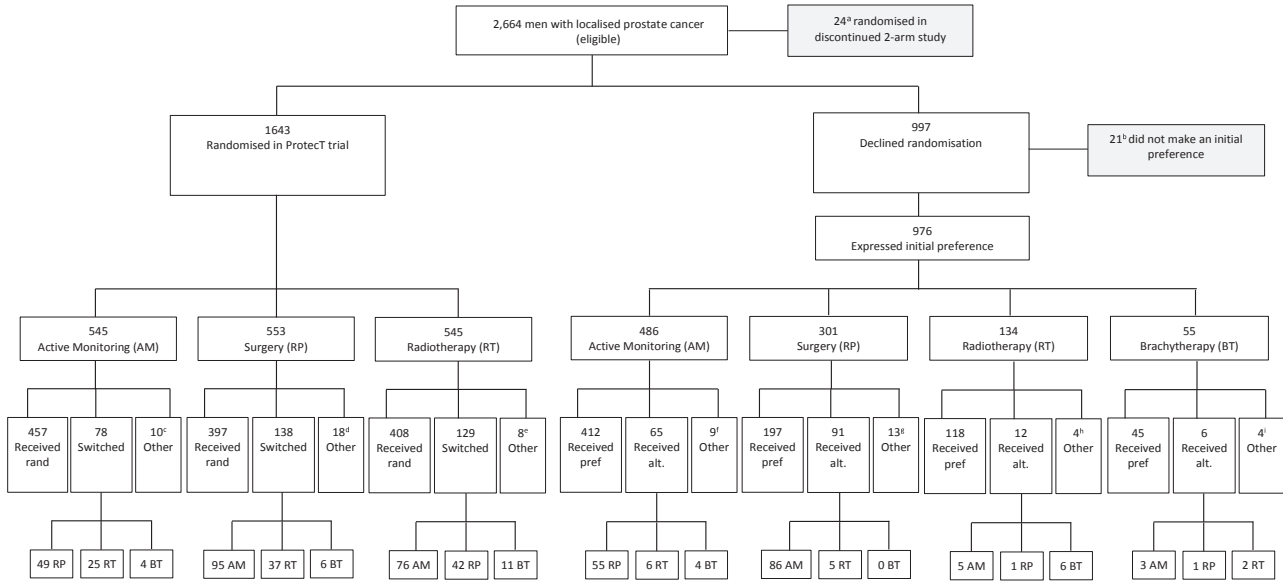 2,664 men with localised prostate cancer
(eligible)
24ᵃ randomised in
discontinued 2-arm study
1643
Randomised in ProtecT trial
997
Declined randomisation
21ᵇ did not make an initial
preference
976
Expressed initial preference
545
Active Monitoring (AM)
553
Surgery (RP)
545
Radiotherapy (RT)
486
Active Monitoring (AM)
301
Surgery (RP)
134
Radiotherapy (RT)
55
Brachytherapy (BT)
457
Received
rand
78
Switched
10ᶜ
Other
397
Received
rand
138
Switched
18ᵈ
Other
408
Received
rand
129
Switched
8ᵉ
Other
412
Received
pref
65
Received
alt.
9ᶠ
Other
197
Received
pref
91
Received
alt.
13ᵍ
Other
118
Received
pref
12
Received
alt.
4ʰ
Other
45
Received
pref
6
Received
alt.
4ⁱ
Other
49 RP
25 RT
4 BT
95 AM
37 RT
6 BT
76 AM
42 RP
11 BT
55 RP
6 RT
4 BT
86 AM
5 RT
0 BT
5 AM
1 RP
6 BT
3 AM
1 RP
2 RT